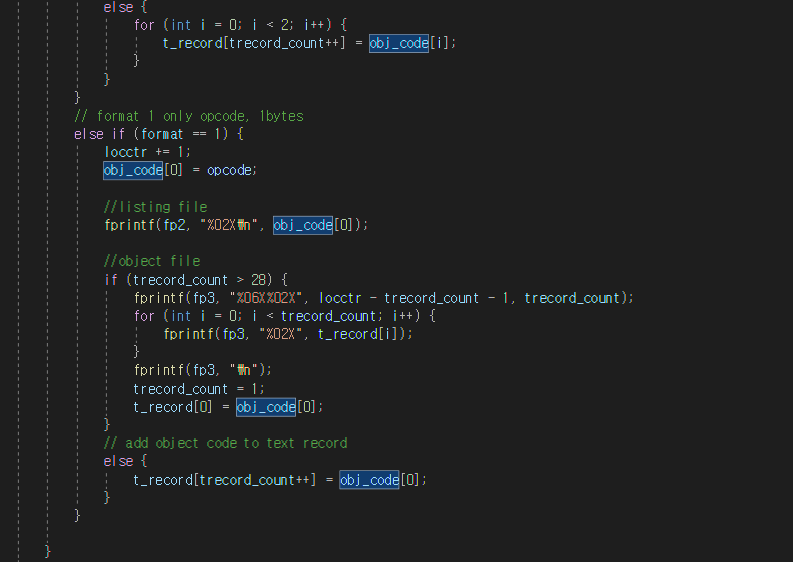 else {
for (int i = 0; i < 2; i++) {
t_record[trecord_count++] = obj_code[i];
}
}
}
// format 1 only opcode, 1bytes
else if (format == 1) {
locctr += 1;
obj_code[0] = opcode;
//listing file
fprintf(fp2, "%02X₩n", obj_code[0]);
//object file
if (trecord_count > 28) {
fprintf(fp3, "%06X%02X", locctr - trecord_count - 1, trecord_count);
for (int i = 0; i < trecord_count; i++) {
fprintf(fp3, "%02X", t_record[i]);
}
fprintf(fp3, "₩n");
trecord_count = 1;
t_record[0] = obj_code[0];
}
// add object code to text record
else {
t_record[trecord_count++] = obj_code[0];
}
}
}